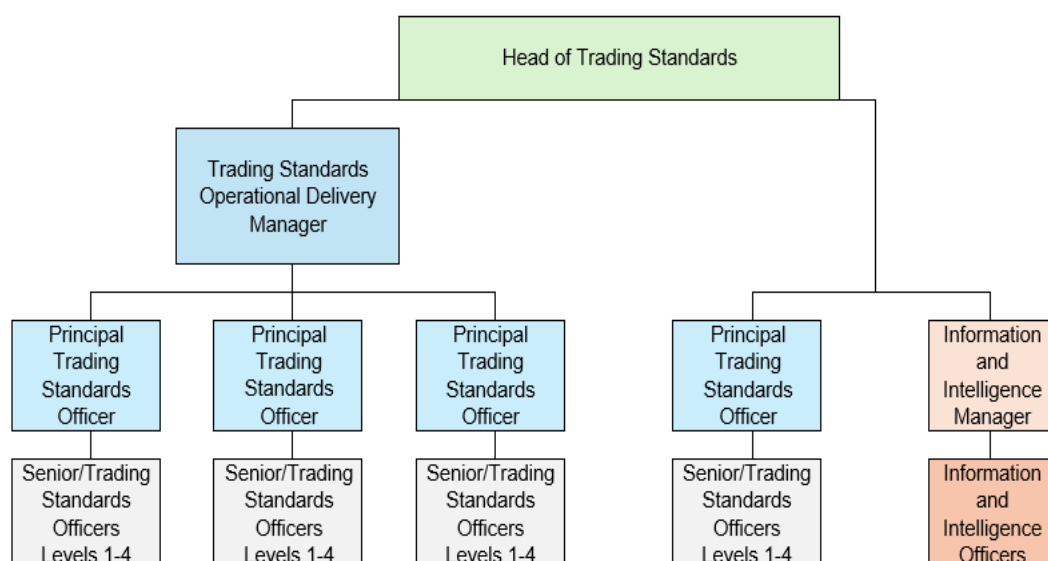 Head of Trading Standards
Trading Standards
Operational Delivery
Manager
Principal
Trading
Standards
Officer
Principal
Trading
Standards
Officer
Principal
Trading
Standards
Officer
Principal
Trading
Standards
Officer
Information
and
Intelligence
Manager
Senior/Trading
Standards
Officers
Levels 1-4
Senior/Trading
Standards
Officers
Levels 1-4
Senior/Trading
Standards
Officers
Levels 1-4
Senior/Trading
Standards
Officers
Levels 1-4
Information
and
Intelligence
Officers